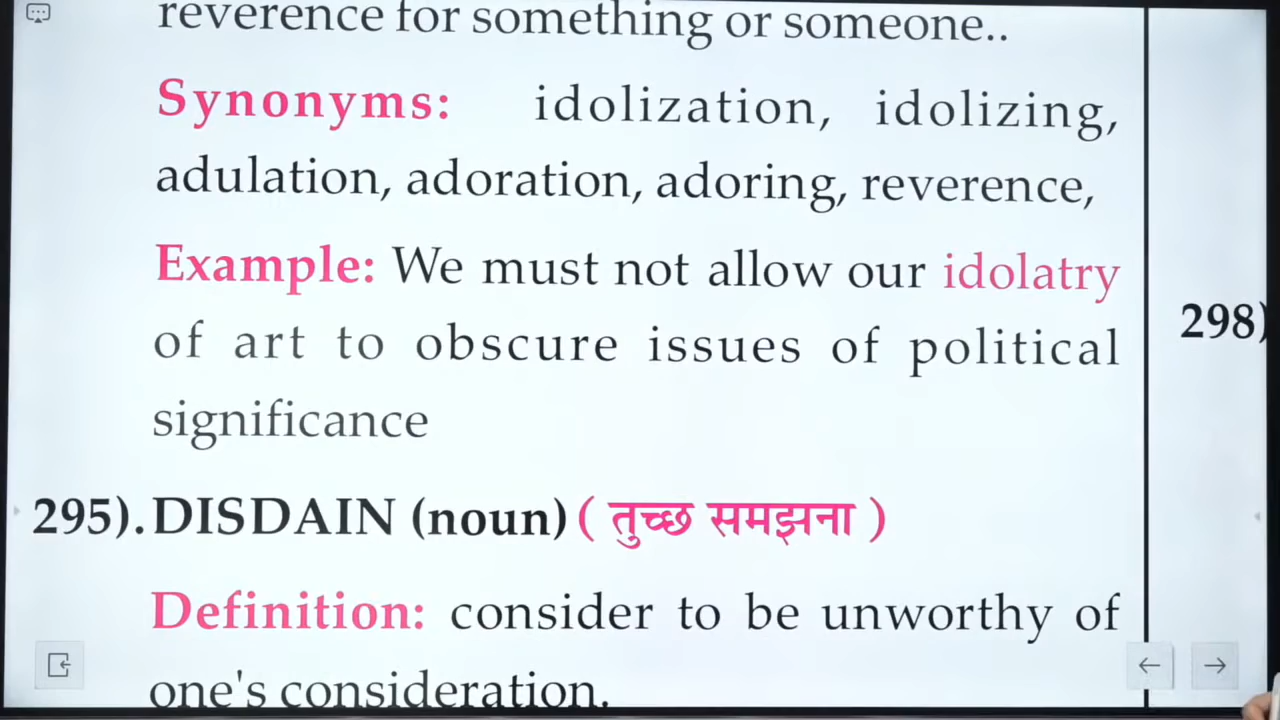 reverence for something or someone..
Synonyms: idolization, idolizing,
adulation, adoration, adoring, reverence,
Example: We must not allow our idolatry
of art to obscure issues of political
significance
298)
295). DISDAIN (noun) ( तुच्छ समझना )
Definition: consider to be unworthy of
one's consideration.